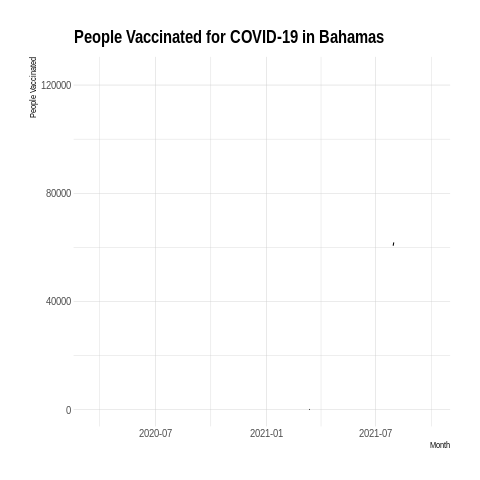 People Vaccinated for COVID-19 in Bahamas
People Vaccinated
120000
80000
40000
0
2020-07 2021-01 2021-07
Month